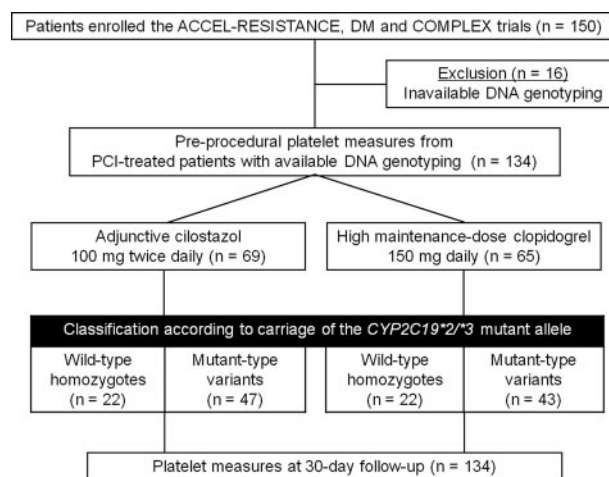 Patients enrolled the ACCEL-RESISTANCE, DM and COMPLEX trials (n = 150)
Exclusion (n = 16)
Inavailable DNA genotyping
Pre-procedural platelet measures from
PCI-treated patients with available DNA genotyping (n = 134)
Adjunctive cilostazol
100 mg twice daily (n = 69)
High maintenance-dose clopidogrel
150 mg daily (n = 65)
Classification according to carriage of the CYP2C19*2/*3 mutant allele
Wild-type
homozygotes
(n = 22)
Mutant-type
variants
(n = 47)
Wild-type
homozygotes
(n = 22)
Mutant-type
variants
(n = 43)
Platelet measures at 30-day follow-up (n = 134)